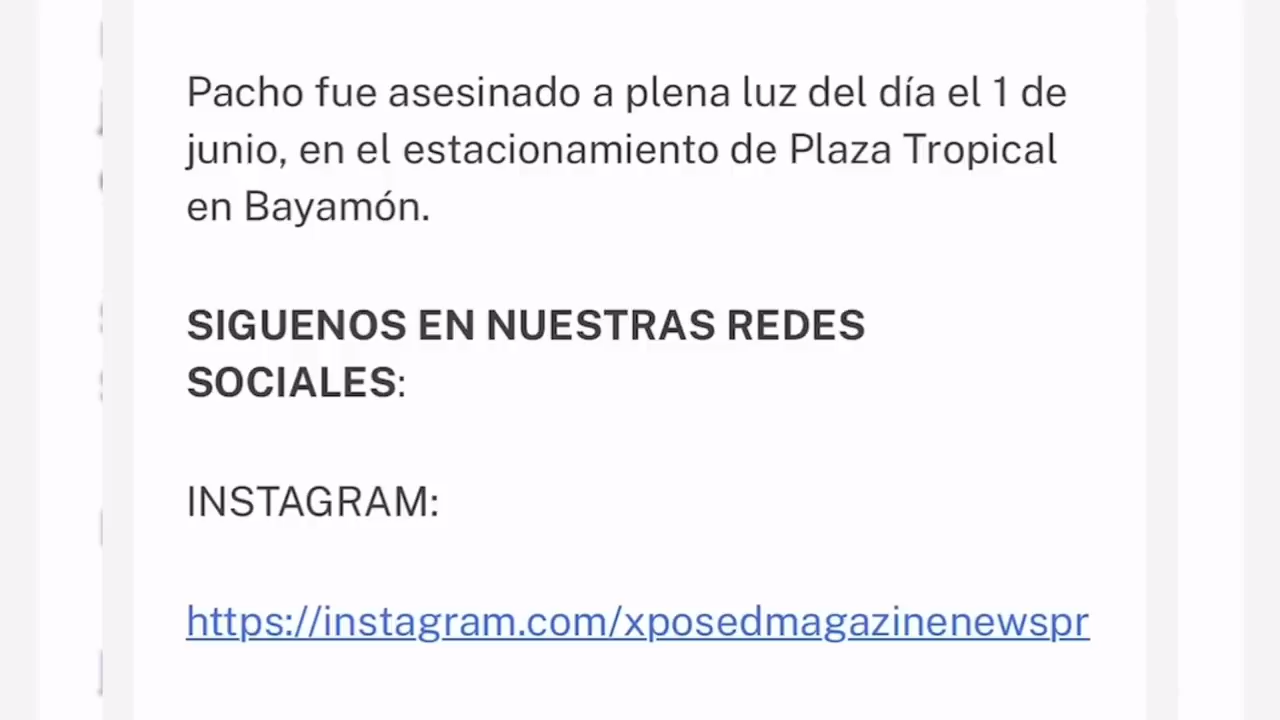 Pacho fue asesinado a plena luz del día el 1 de
junio, en el estacionamiento de Plaza Tropical
en Bayamón.
SIGUENOS EN NUESTRAS REDES
SOCIALES:
INSTAGRAM:
https://instagram.com/xposedmagazinenewspr